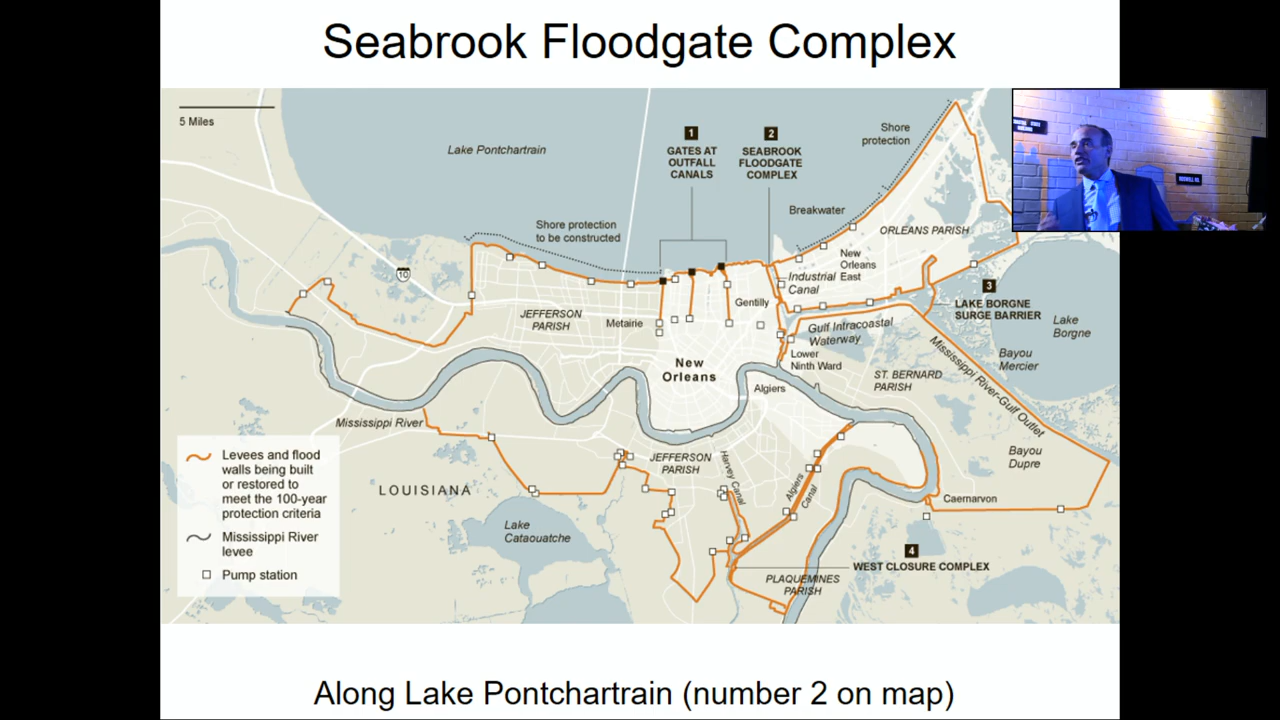 Seabrook Floodgate Complex
5 Miles
Lake Pontchartrain
1
GATES AT
OUTFALL
CANALS
2
SEABROOK
FLOODGATE
COMPLEX
Shore
protection
Shore protection
to be constructed
Breakwater
ORLEANS PARISH
New
Orleans
East
10
Industrial
Canal
3
LAKE BORGNE
SURGE BARRIER
Lake
Borgne
JEFFERSON
PARISH
Metairie
Gentilly
Gulf Intracoastal
Waterway
Lower
Ninth Ward
Mississippi River-Gulf Outlet
Bayou
Mercier
New
Orleans
Algiers
ST. BERNARD
PARISH
Mississippi River
JEFFERSON
PARISH
Harvey Canal
Algiers
Canal
Bayou
Dupre
LOUISIANA
Caernarvon
Lake
Cataouatche
4
WEST CLOSURE COMPLEX
PLAQUEMINES
PARISH
Levees and flood
walls being built
or restored to
meet the 100-year
protection criteria
Mississippi River
levee
Pump station
Along Lake Pontchartrain (number 2 on map)